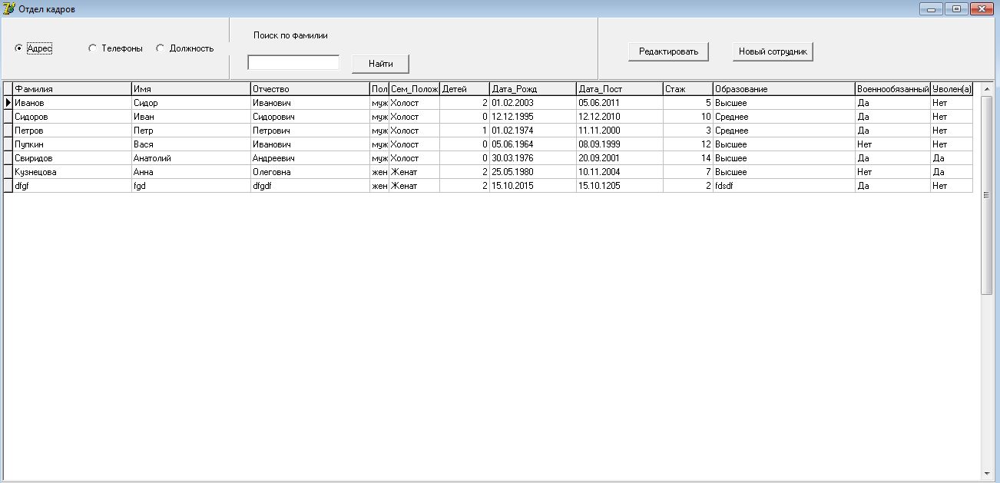 Отдел кадров
Адрес Телефоны Должность
Поиск по фамилии
Найти
Редактировать Новый сотрудник
Фамилия Имя Отчество Пол Сем_Полож Детей Дата_Рожд Дата_Пост Стаж Образование Военнообязанный Уволен(а)
Иванов Сидор Иванович муж Холост 2 01.02.2003 05.06.2011 5 Высшее Да Нет
Сидоров Иван Сидорович муж Холост 0 12.12.1995 12.12.2010 10 Среднее Да Нет
Петров Петр Петрович муж Холост 1 01.02.1974 11.11.2000 3 Среднее Да Нет
Пупкин Вася Иванович муж Холост 0 05.06.1964 08.09.1999 12 Высшее Нет Нет
Свиридов Анатолий Андреевич муж Холост 0 30.03.1976 20.09.2001 14 Высшее Да Да
Кузнецова Анна Олеговна жен Женат 2 25.05.1980 10.11.2004 7 Высшее Нет Да
dfgf fgd dfgdf жен Женат 2 15.10.2015 15.10.1205 2 fdsdf Да Нет